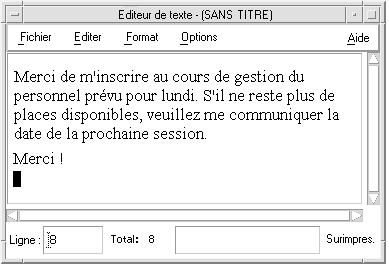 Editeur de texte - (SANS TITRE)
Fichier Editer Format Options Aide
Merci de m'inscrire au cours de gestion du
personnel prévu pour lundi. S'il ne reste plus de
places disponibles, veuillez me communiquer la
date de la prochaine session.
Merci !
Ligne : 8 Total: 8 Surimpres.